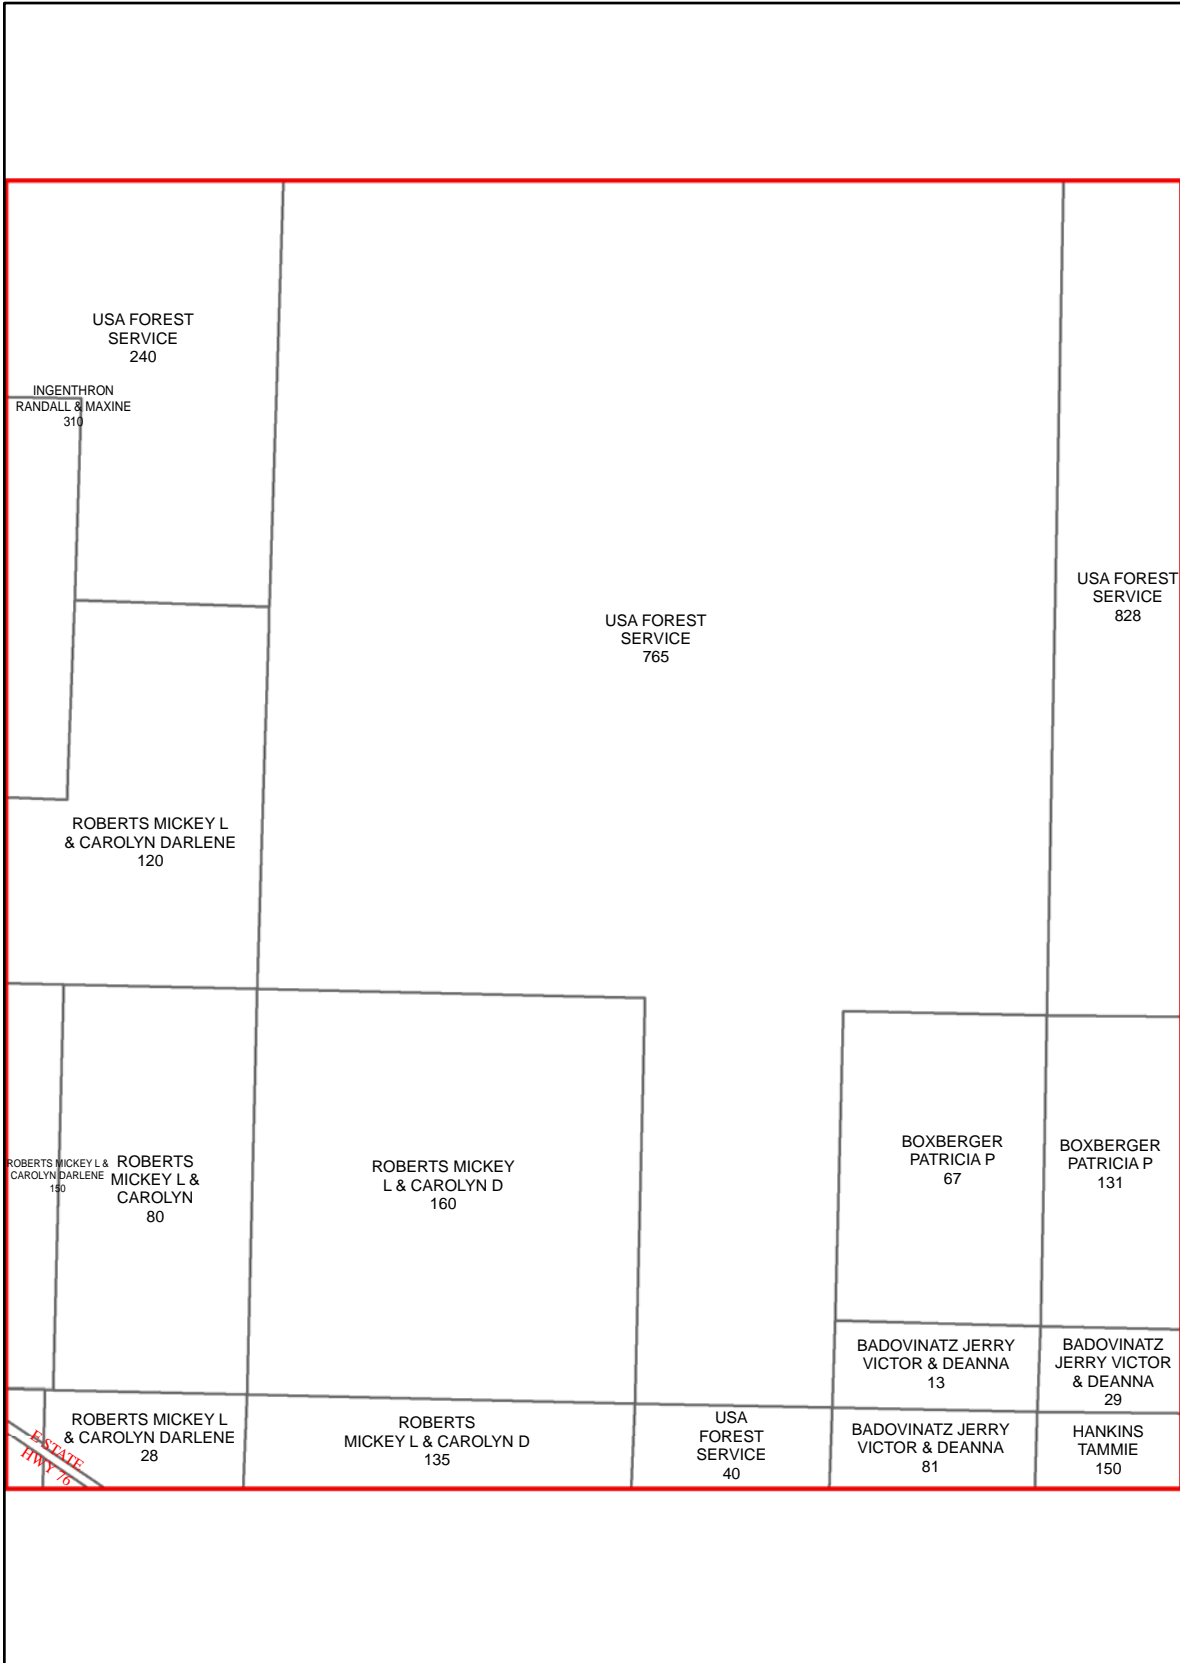 USA FOREST
SERVICE
240
INGENTHRON
RANDALL & MAXINE
310
USA FOREST
SERVICE
765
USA FOREST
SERVICE
828
ROBERTS MICKEY L
& CAROLYN DARLENE
120
ROBERTS MICKEY L &
CAROLYN DARLENE
150
ROBERTS
MICKEY L &
CAROLYN
80
ROBERTS MICKEY
L & CAROLYN D
160
BOXBERGER
PATRICIA P
67
BOXBERGER
PATRICIA P
131
BADOVINATZ JERRY
VICTOR & DEANNA
13
BADOVINATZ
JERRY VICTOR
& DEANNA
29
E STATE
HWY 76
ROBERTS MICKEY L
& CAROLYN DARLENE
28
ROBERTS
MICKEY L & CAROLYN D
135
USA
FOREST
SERVICE
40
BADOVINATZ JERRY
VICTOR & DEANNA
81
HANKINS
TAMMIE
150